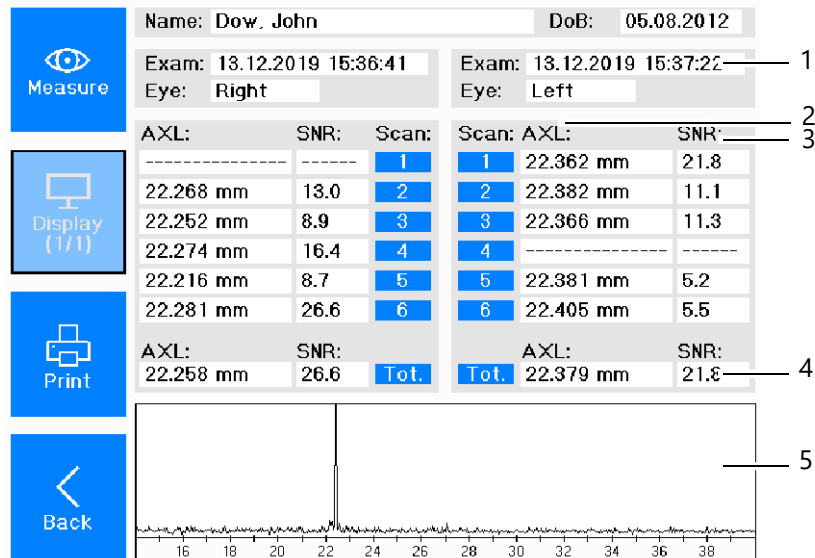 Name: Dow, John DoB: 05.08.2012
Measure
Exam: 13.12.2019 15:36:41 Exam: 13.12.2019 15:37:22 1
Eye: Right Eye: Left
2
AXL: SNR: Scan: Scan: AXL: SNR: 3
--------------- ------ 1 1 22.362 mm 21.8
22.268 mm 13.0 2 2 22.382 mm 11.1
Display
(1/1)
22.252 mm 8.9 3 3 22.366 mm 11.3
22.274 mm 16.4 4 4 --------------- ------
22.216 mm 8.7 5 5 22.381 mm 5.2
22.281 mm 26.6 6 6 22.405 mm 5.5
Print
AXL: SNR: AXL: SNR:
22.258 mm 26.6 Tot. Tot. 22.379 mm 21.8 4
5
Back
16 18 20 22 24 26 28 30 32 34 36 38